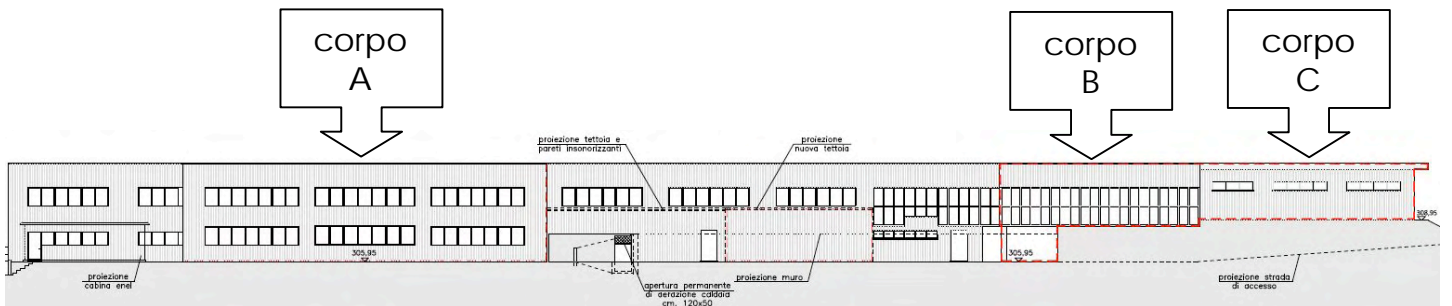 corpo
A
corpo
B
corpo
C
proiezione tettoia e
pareti insonorizzanti
proiezione
nuova tettoia
305,95
305,95
308,95
proiezione
cabina enel
apertura permanente
di aerazione caldaia
cm. 120x50
proiezione muro
proiezione strada
di accesso